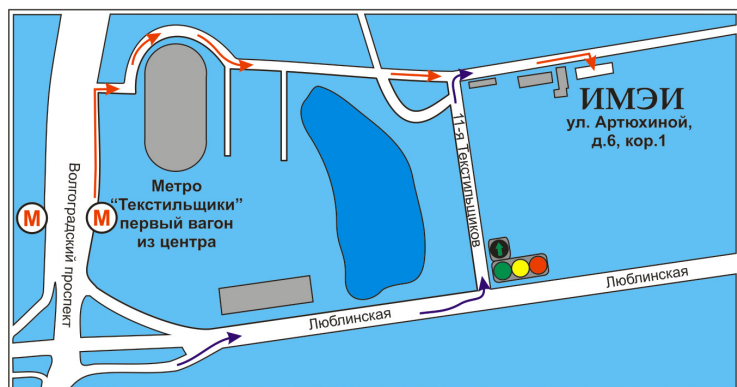 ИМЭИ
ул. Артюхиной,
д.6, кор.1
11-я Текстильщиков
Волгоградский проспект
М
М
Метро
“Текстильщики”
первый вагон
из центра
Люблинская
Люблинская